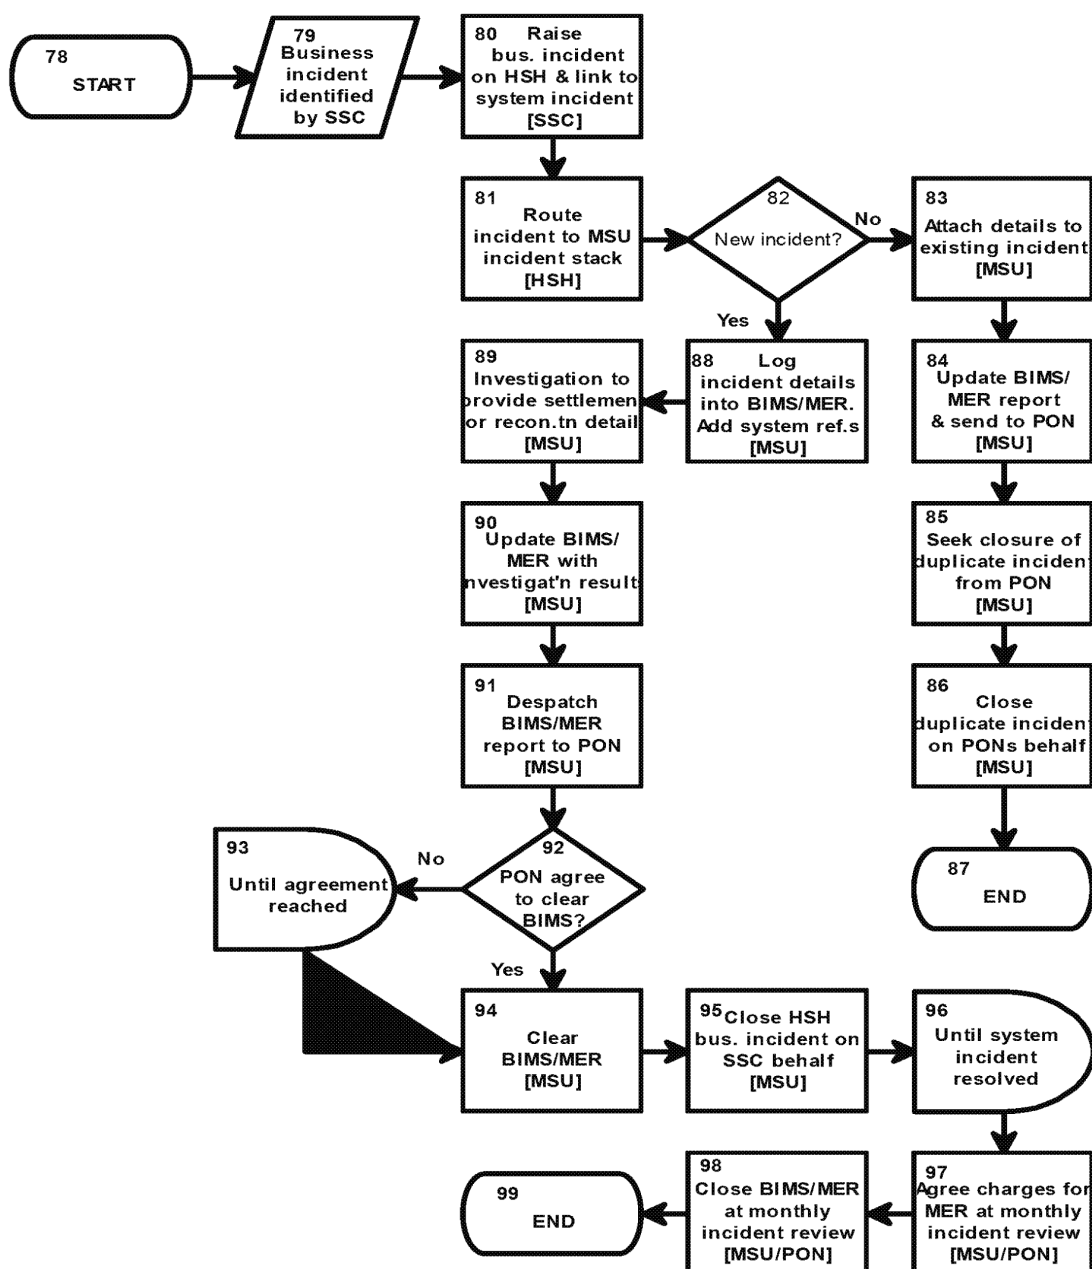 78
START
79
Business
incident
identified
by SSC
80 Raise
bus. incident
on HSH & link to
system incident
[SSC]
81
Route
incident to MSU
incident stack
[HSH]
82
New incident?
No
Yes
83
Attach details to
existing incident
[MSU]
84
Update BIMS/
MER report
& send to PON
[MSU]
85
Seek closure of
duplicate incident
from PON
[MSU]
86
Close
duplicate incident
on PONs behalf
[MSU]
87
END
88 Log
incident details
into BIMS/MER.
Add system ref.s
[MSU]
89
Investigation to
provide settlemen
or recon.tn detail
[MSU]
90
Update BIMS/
MER with
investigat'n results
[MSU]
91
Despatch
BIMS/MER
report to PON
[MSU]
92
PON agree
to clear
BIMS?
No
Yes
93
Until agreement
reached
94
Clear
BIMS/MER
[MSU]
95 Close HSH
bus. incident on
SSC behalf
[MSU]
96
Until system
incident
resolved
97
Agree charges for
MER at monthly
incident review
[MSU/PON]
98
Close BIMS/MER
at monthly
incident review
[MSU/PON]
99
END